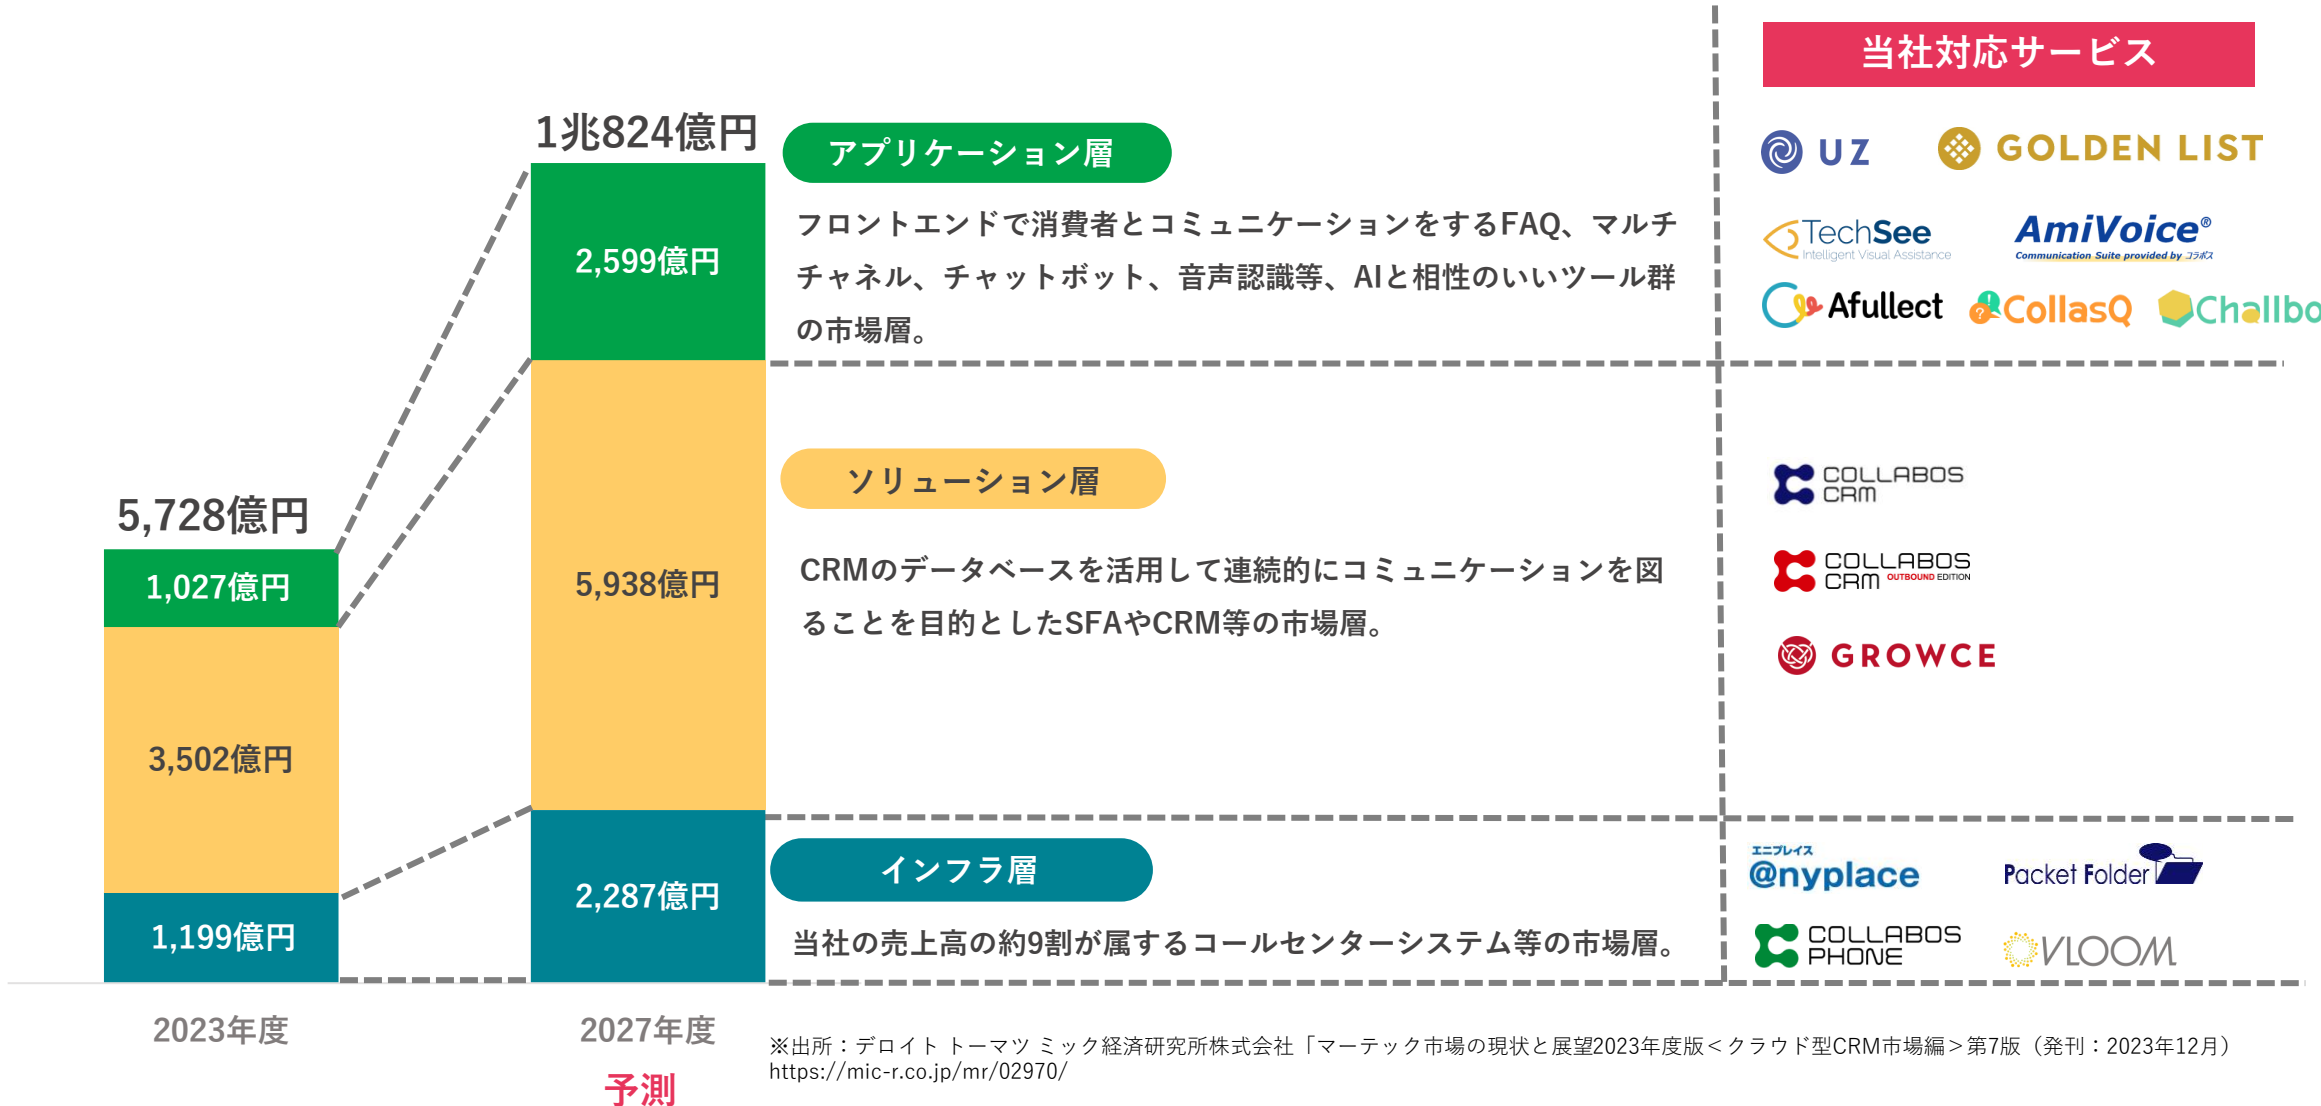 当社対応サービス
1兆824億円
5,728億円
2,599億円
5,938億円
2,287億円
1,027億円
3,502億円
1,199億円
2023年度
2027年度
予測
アプリケーション層
フロントエンドで消費者とコミュニケーションをするFAQ、マルチ
チャネル、チャットボット、音声認識等、AIと相性のいいツール群
の市場層。
UZ
GOLDEN LIST
TechSee
Intelligent Visual Assistance
AmiVoice®
Communication Suite provided by コラボス
Afullect
CollasQ
Challbo
ソリューション層
CRMのデータベースを活用して連続的にコミュニケーションを図
ることを目的としたSFAやCRM等の市場層。
COLLABOS
CRM
COLLABOS
CRM OUTBOUND EDITION
GROWCE
インフラ層
当社の売上高の約9割が属するコールセンターシステム等の市場層。
エニプレイス
@nyplace
Packet Folder
COLLABOS
PHONE
VLOOM
※出所：デロイト トーマツ ミック経済研究所株式会社「マーテック市場の現状と展望2023年度版＜クラウド型CRM市場編＞第7版（発刊：2023年12月）
https://mic-r.co.jp/mr/02970/